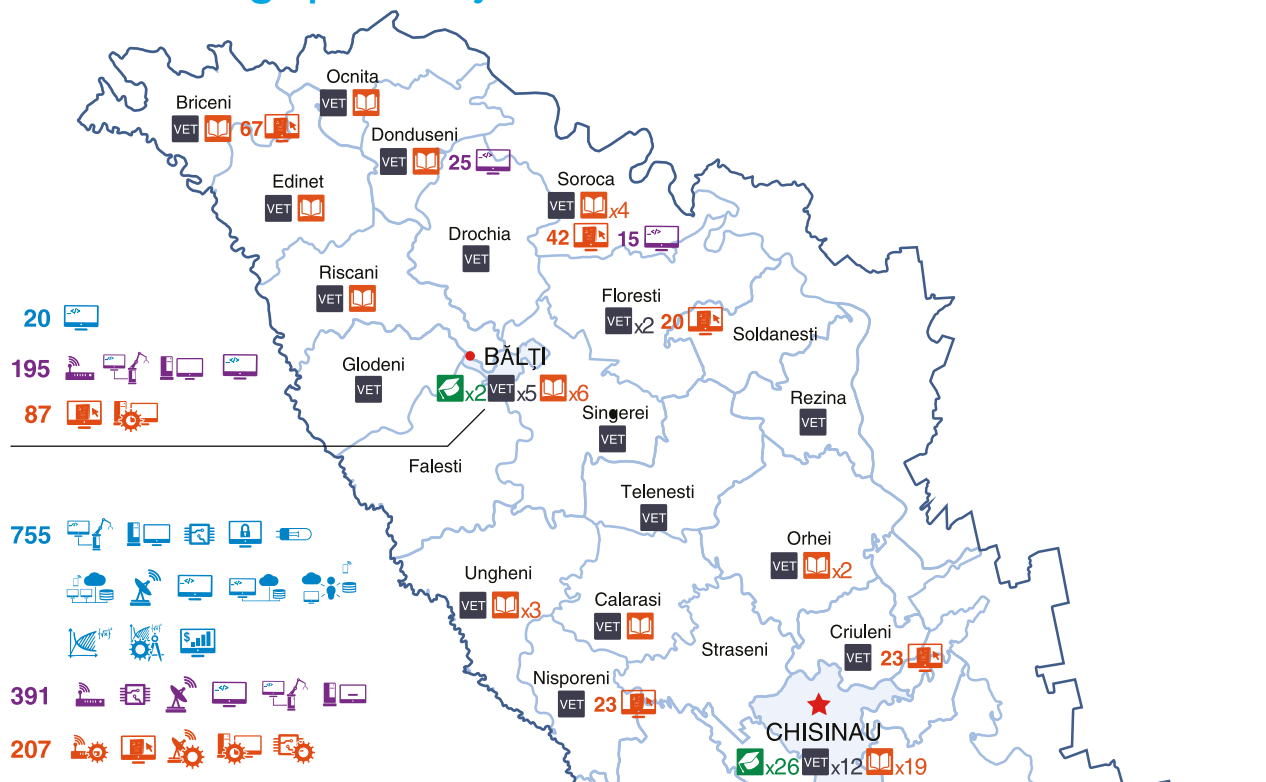 Ocnita
VET
Briceni
VET 67
Donduseni
VET 25
Edinet
VET
Soroca
VET x4
42 15
Drochia
VET
Riscani
VET
Floresti
VET x2 20
Soldanesti
20
195
87
Glodeni
VET
BĂLŢI
x2 VET x5 x6
Rezina
VET
Singerei
VET
Falesti
Telenesti
VET
755
Orhei
VET x2
Ungheni
VET x3
Calarasi
VET
Criuleni
VET 23
Straseni
Nisporeni
VET 23
391
207
CHISINAU
x26 VET x12 x19